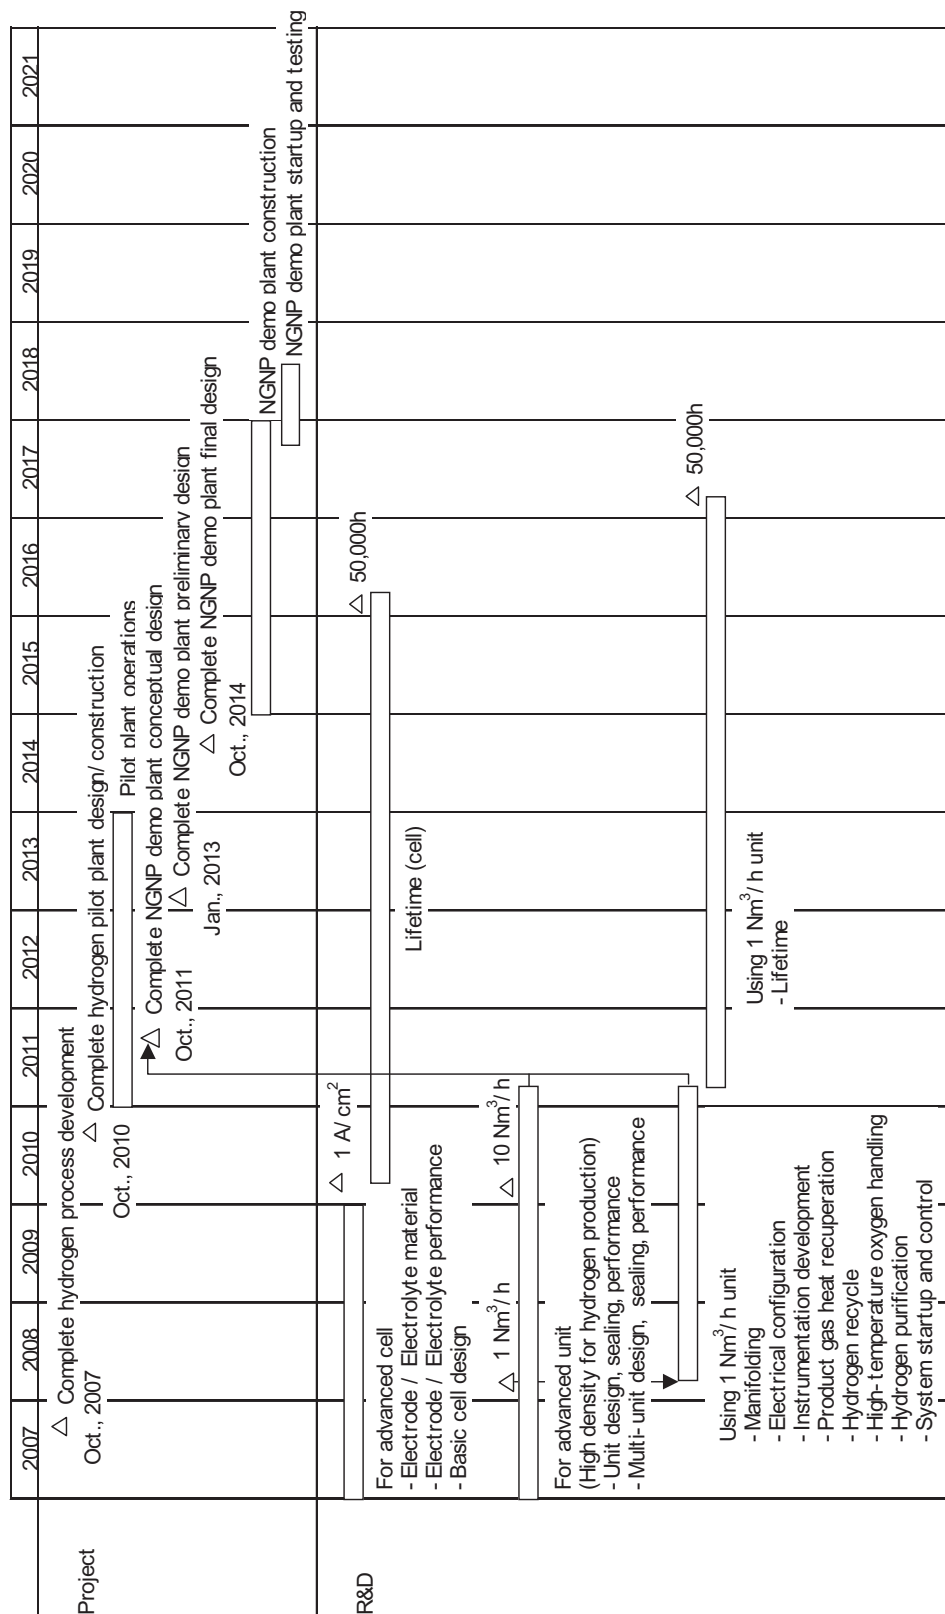 2007 2008 2009 2010 2011 2012 2013 2014 2015 2016 2017 2018 2019 2020 2021
Project
△ Complete hydrogen process development
Oct., 2007
△ Complete hydrogen pilot plant design/ construction
Oct., 2010
Pilot plant operations
△ Complete NGNP demo plant conceptual design
Oct., 2011
△ Complete NGNP demo plant preliminary design
Jan., 2013
△ Complete NGNP demo plant final design
Oct., 2014
NGNP demo plant construction
NGNP demo plant startup and testing
R&D
△ 1 A/ cm²
△ 50,000h
For advanced cell
- Electrode / Electrolyte material
- Electrode / Electrolyte performance
- Basic cell design
Lifetime (cell)
△ 1 Nm³/ h
△ 10 Nm³/ h
For advanced unit
(High density for hydrogen production)
- Unit design, sealing, performance
- Multi- unit design, sealing, performance
△ 50,000h
Using 1 Nm³/ h unit
- Manifolding
- Electrical configuration
- Instrumentation development
- Product gas heat recuperation
- Hydrogen recycle
- High- temperature oxygen handling
- Hydrogen purification
- System startup and control
Using 1 Nm³/ h unit
- Lifetime